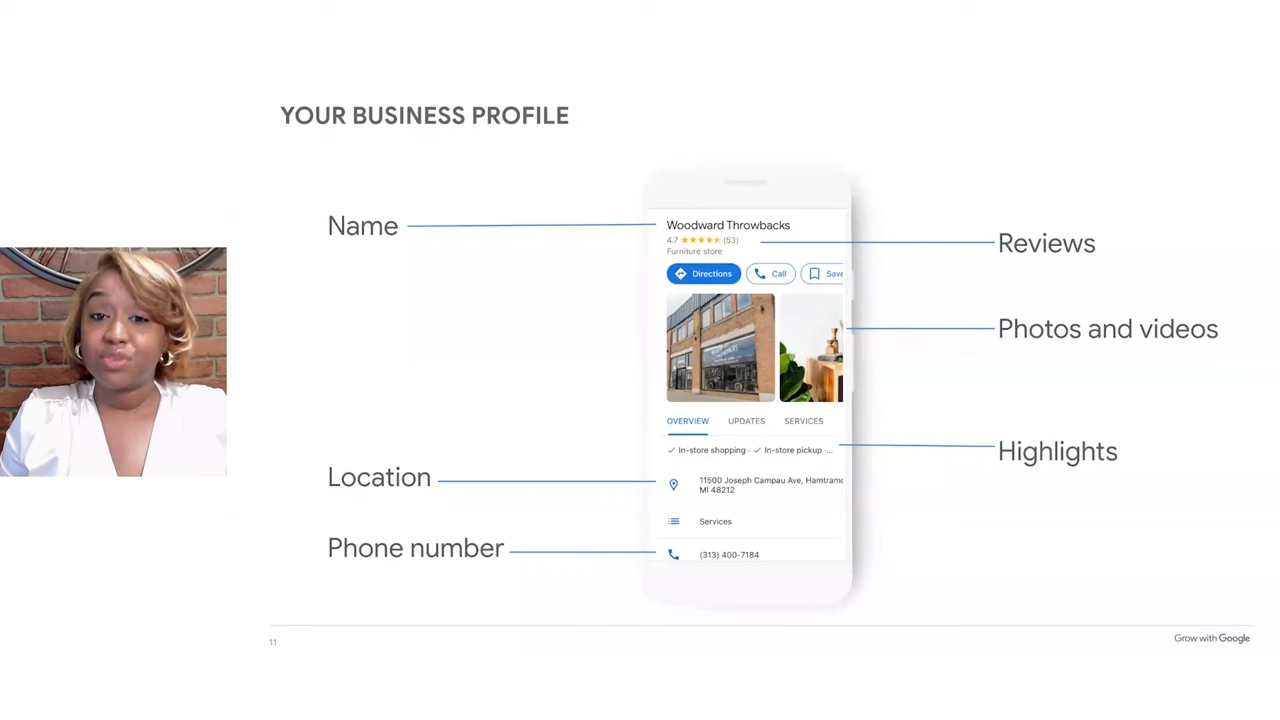 YOUR BUSINESS PROFILE
Name
Woodward Throwbacks
4.7 (53)
Reviews
Furniture store
Directions
Call
Save
Photos and videos
OVERVIEW UPDATES SERVICES
In-store shopping · In-store pickup ·...
Highlights
Location
11500 Joseph Campau Ave, Hamtramc
MI 48212
Services
Phone number
(313) 400-7184
11
Grow with Google